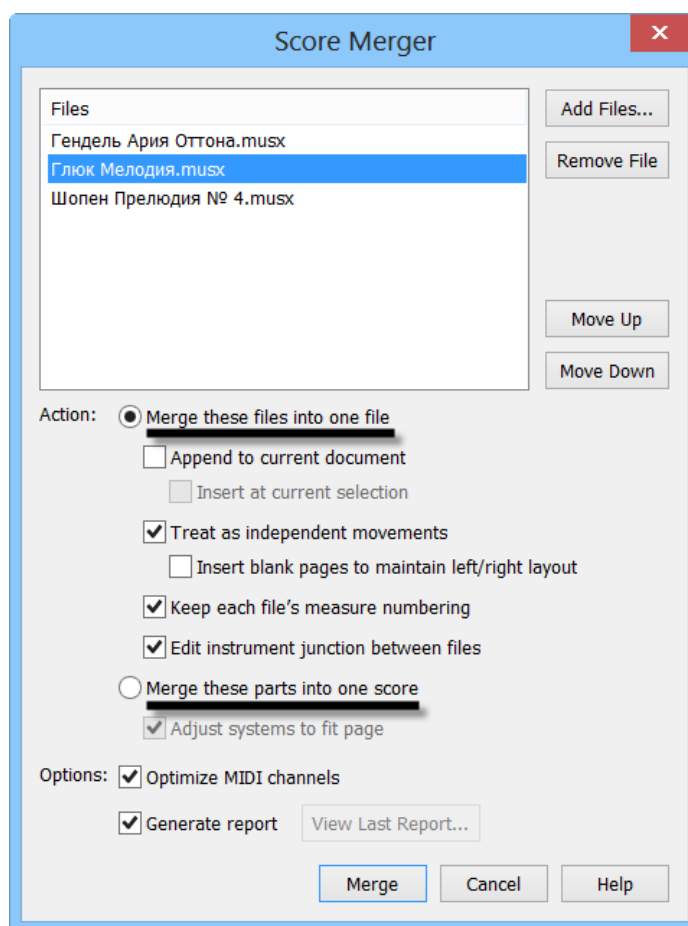 Score Merger
Files
Add Files...
Гендель Ария Оттона.musx
Глюк Мелодия.musx
Remove File
Шопен Прелюдия № 4.musx
Move Up
Move Down
Action: Merge these files into one file
Append to current document
Insert at current selection
Treat as independent movements
Insert blank pages to maintain left/right layout
Keep each file's measure numbering
Edit instrument junction between files
Merge these parts into one score
Adjust systems to fit page
Options: Optimize MIDI channels
Generate report View Last Report...
Merge Cancel Help